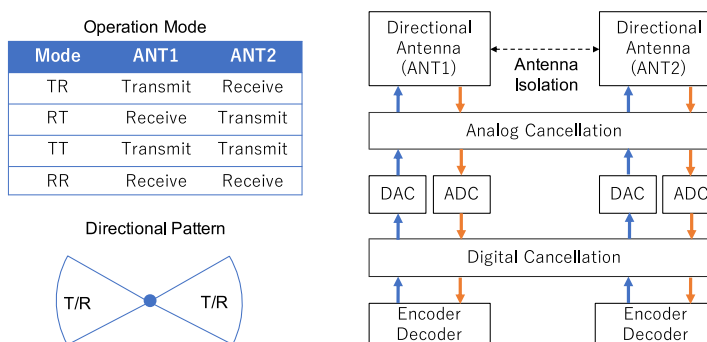 Operation Mode
Mode ANT1 ANT2
TR Transmit Receive
RT Receive Transmit
TT Transmit Transmit
RR Receive Receive
Directional Pattern
T/R T/R
Directional
Antenna
(ANT1)
Antenna
Isolation
Directional
Antenna
(ANT2)
Analog Cancellation
DAC ADC DAC ADC
Digital Cancellation
Encoder
Decoder
Encoder
Decoder